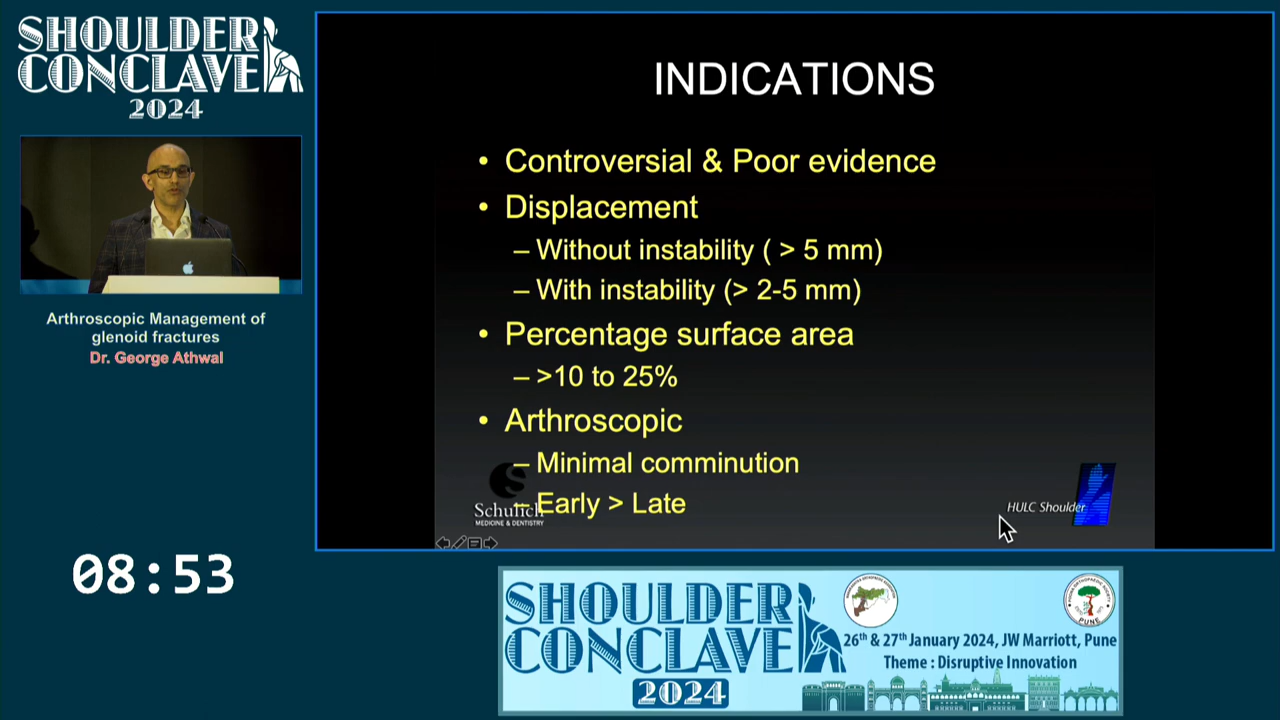 SHOULDER
CONCLAVE
2024
Arthroscopic Management of
glenoid fractures
Dr. George Athwal
08:53
INDICATIONS
• Controversial & Poor evidence
• Displacement
– Without instability ( > 5 mm)
– With instability (> 2-5 mm)
• Percentage surface area
– >10 to 25%
• Arthroscopic
– Minimal comminution
– Early > Late
Schulich
MEDICINE & DENTISTRY
HULC Shoulder
SHOULDER
CONCLAVE
2024
PUNE
26th & 27th January 2024, JW Marriott, Pune
Theme : Disruptive Innovation